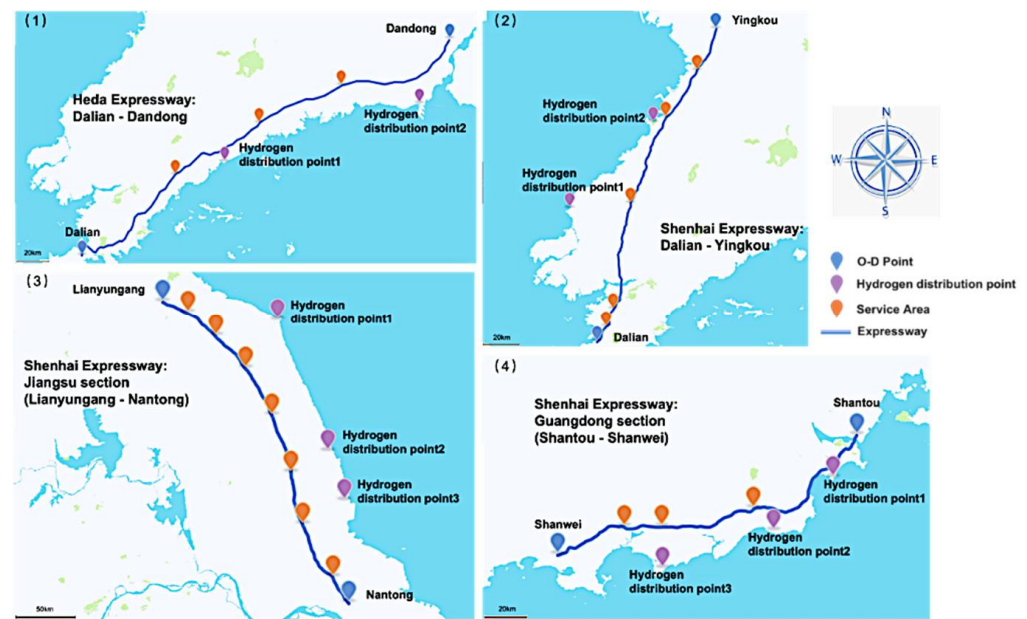 (1)
Dandong
Heda Expressway:
Dalian - Dandong
Hydrogen
distribution point2
Hydrogen
distribution point1
Dalian
20km
(2)
Yingkou
Hydrogen
distribution point2
Hydrogen
distribution point1
Shenhai Expressway:
Dalian - Yingkou
Dalian
20km
N
W
E
S
O-D Point
Hydrogen distribution point
Service Area
Expressway
(3)
Lianyungang
Hydrogen
distribution point1
Shenhai Expressway:
Jiangsu section
(Lianyungang - Nantong)
Hydrogen
distribution point2
Hydrogen
distribution point3
Nantong
50km
(4)
Shantou
Shenhai Expressway:
Guangdong section
(Shantou - Shanwei)
Hydrogen
distribution point1
Shanwei
Hydrogen
distribution point2
Hydrogen
distribution point3
20km